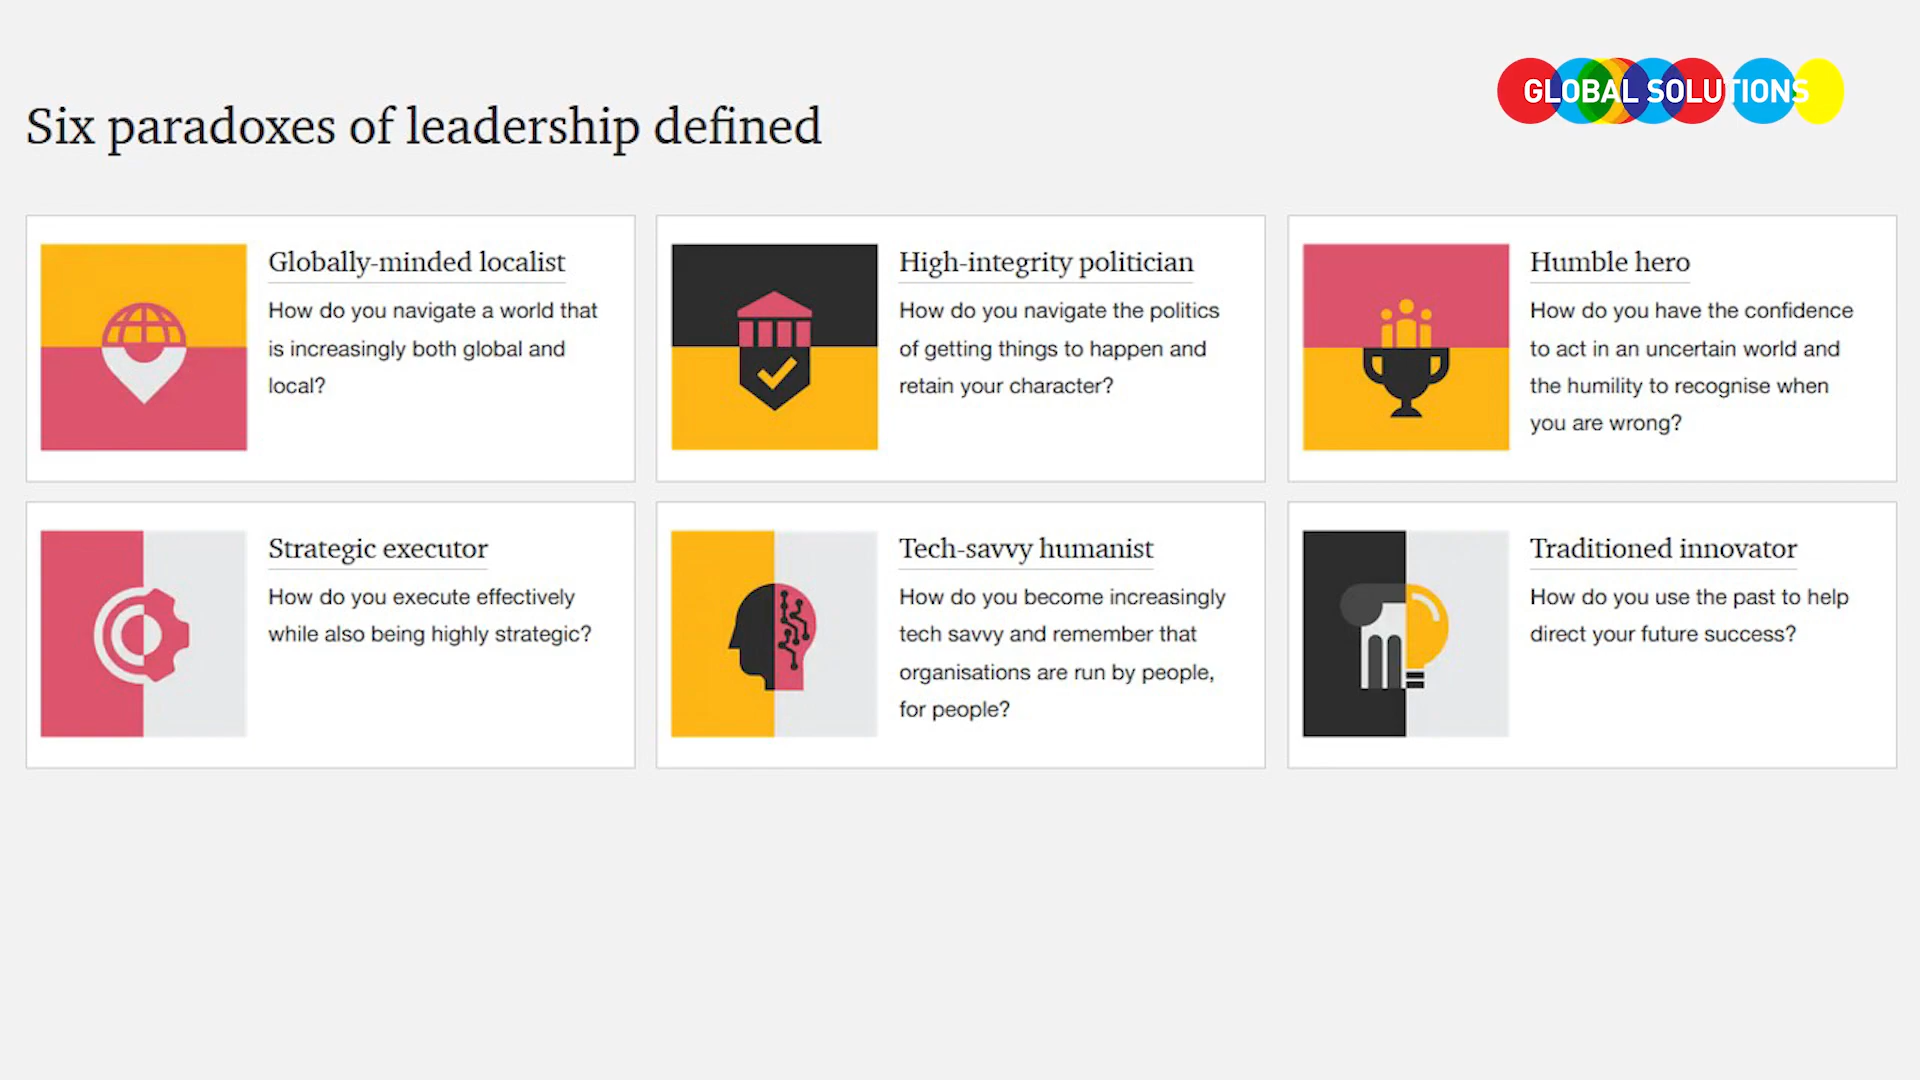 GLOBAL SOLUTIONS
Six paradoxes of leadership defined
Globally-minded localist
How do you navigate a world that
is increasingly both global and
local?
High-integrity politician
How do you navigate the politics
of getting things to happen and
retain your character?
Humble hero
How do you have the confidence
to act in an uncertain world and
the humility to recognise when
you are wrong?
Strategic executor
How do you execute effectively
while also being highly strategic?
Tech-savvy humanist
How do you become increasingly
tech savvy and remember that
organisations are run by people,
for people?
Traditioned innovator
How do you use the past to help
direct your future success?